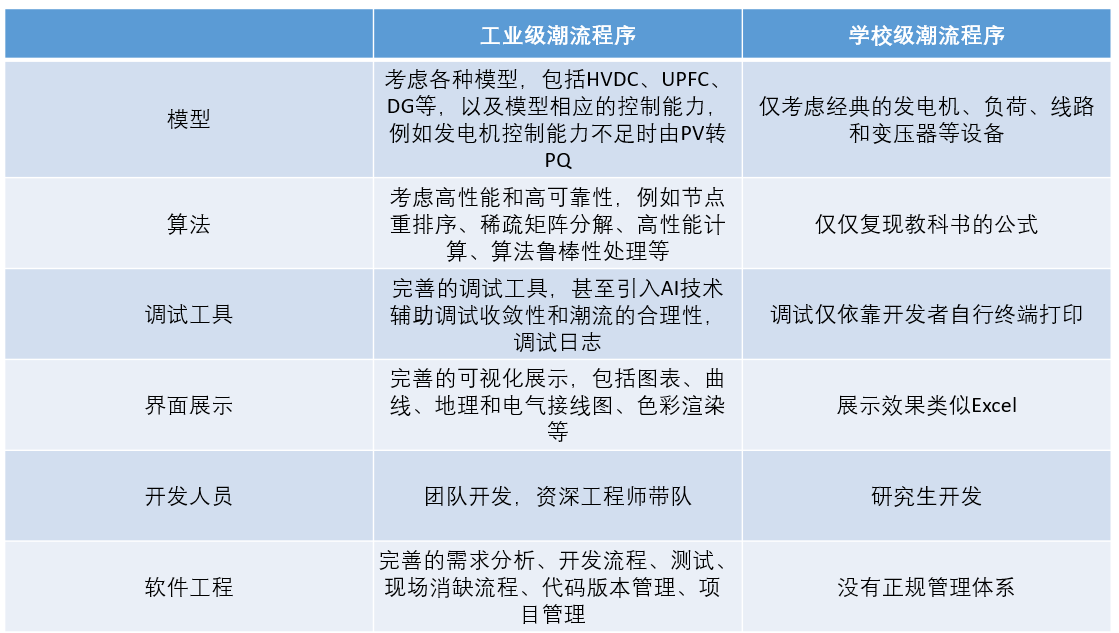 工业级潮流程序
学校级潮流程序
模型
考虑各种模型，包括HVDC、UPFC、
DG等，以及模型相应的控制能力，
例如发电机控制能力不足时由PV转
PQ
仅考虑经典的发电机、负荷、线路
和变压器等设备
算法
考虑高性能和高可靠性，例如节点
重排序、稀疏矩阵分解、高性能计
算、算法鲁棒性处理等
仅仅复现教科书的公式
调试工具
完善的调试工具，甚至引入AI技术
辅助调试收敛性和潮流的合理性，
调试日志
调试仅依靠开发者自行终端打印
界面展示
完善的可视化展示，包括图表、曲
线、地理和电气接线图、色彩渲染
等
展示效果类似Excel
开发人员
团队开发，资深工程师带队
研究生开发
软件工程
完善的需求分析、开发流程、测试、
现场消缺流程、代码版本管理、项
目管理
没有正规管理体系